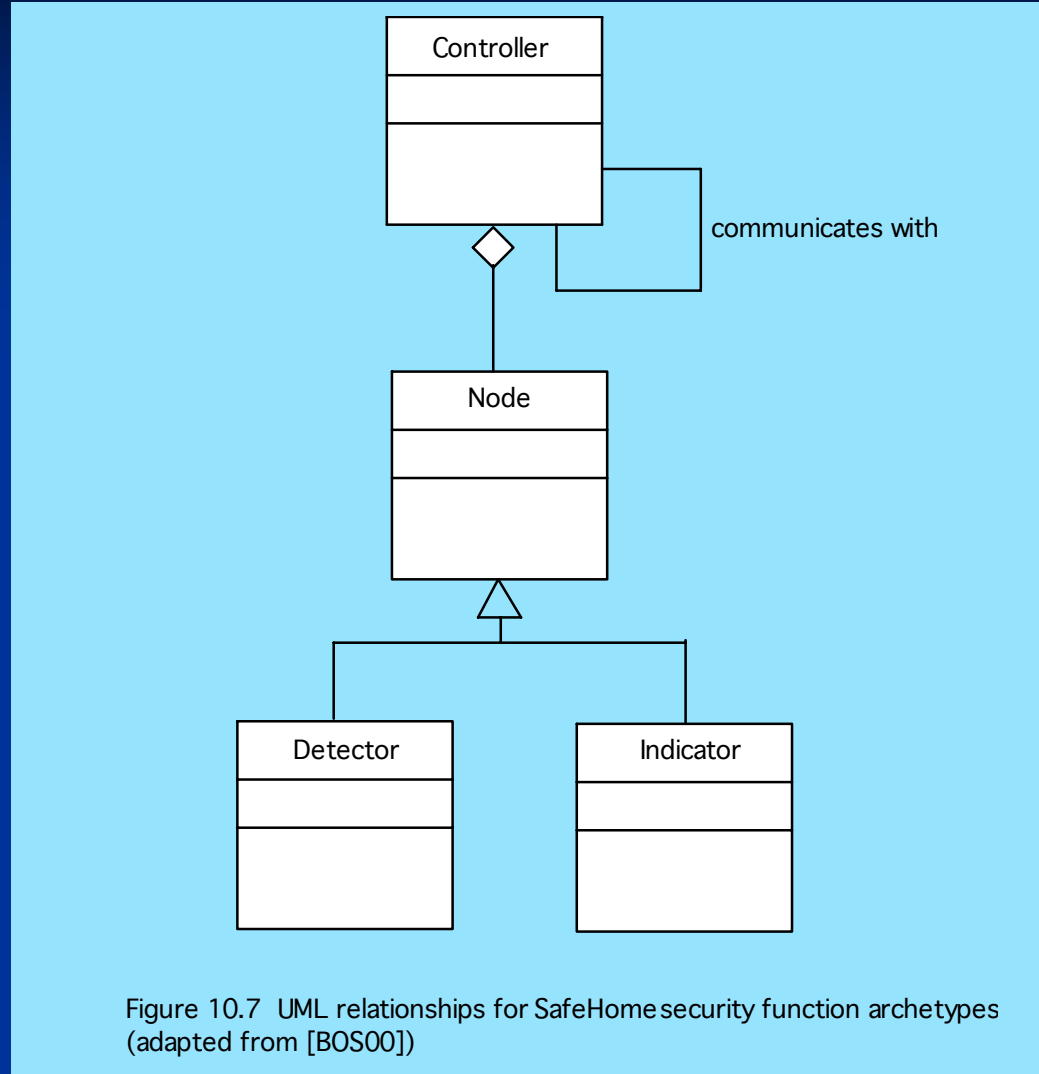 Controller
communicates with
Node
Detector
Indicator
Figure 10.7 UML relationships for SafeHome security function archetypes
(adapted from [BOS00])